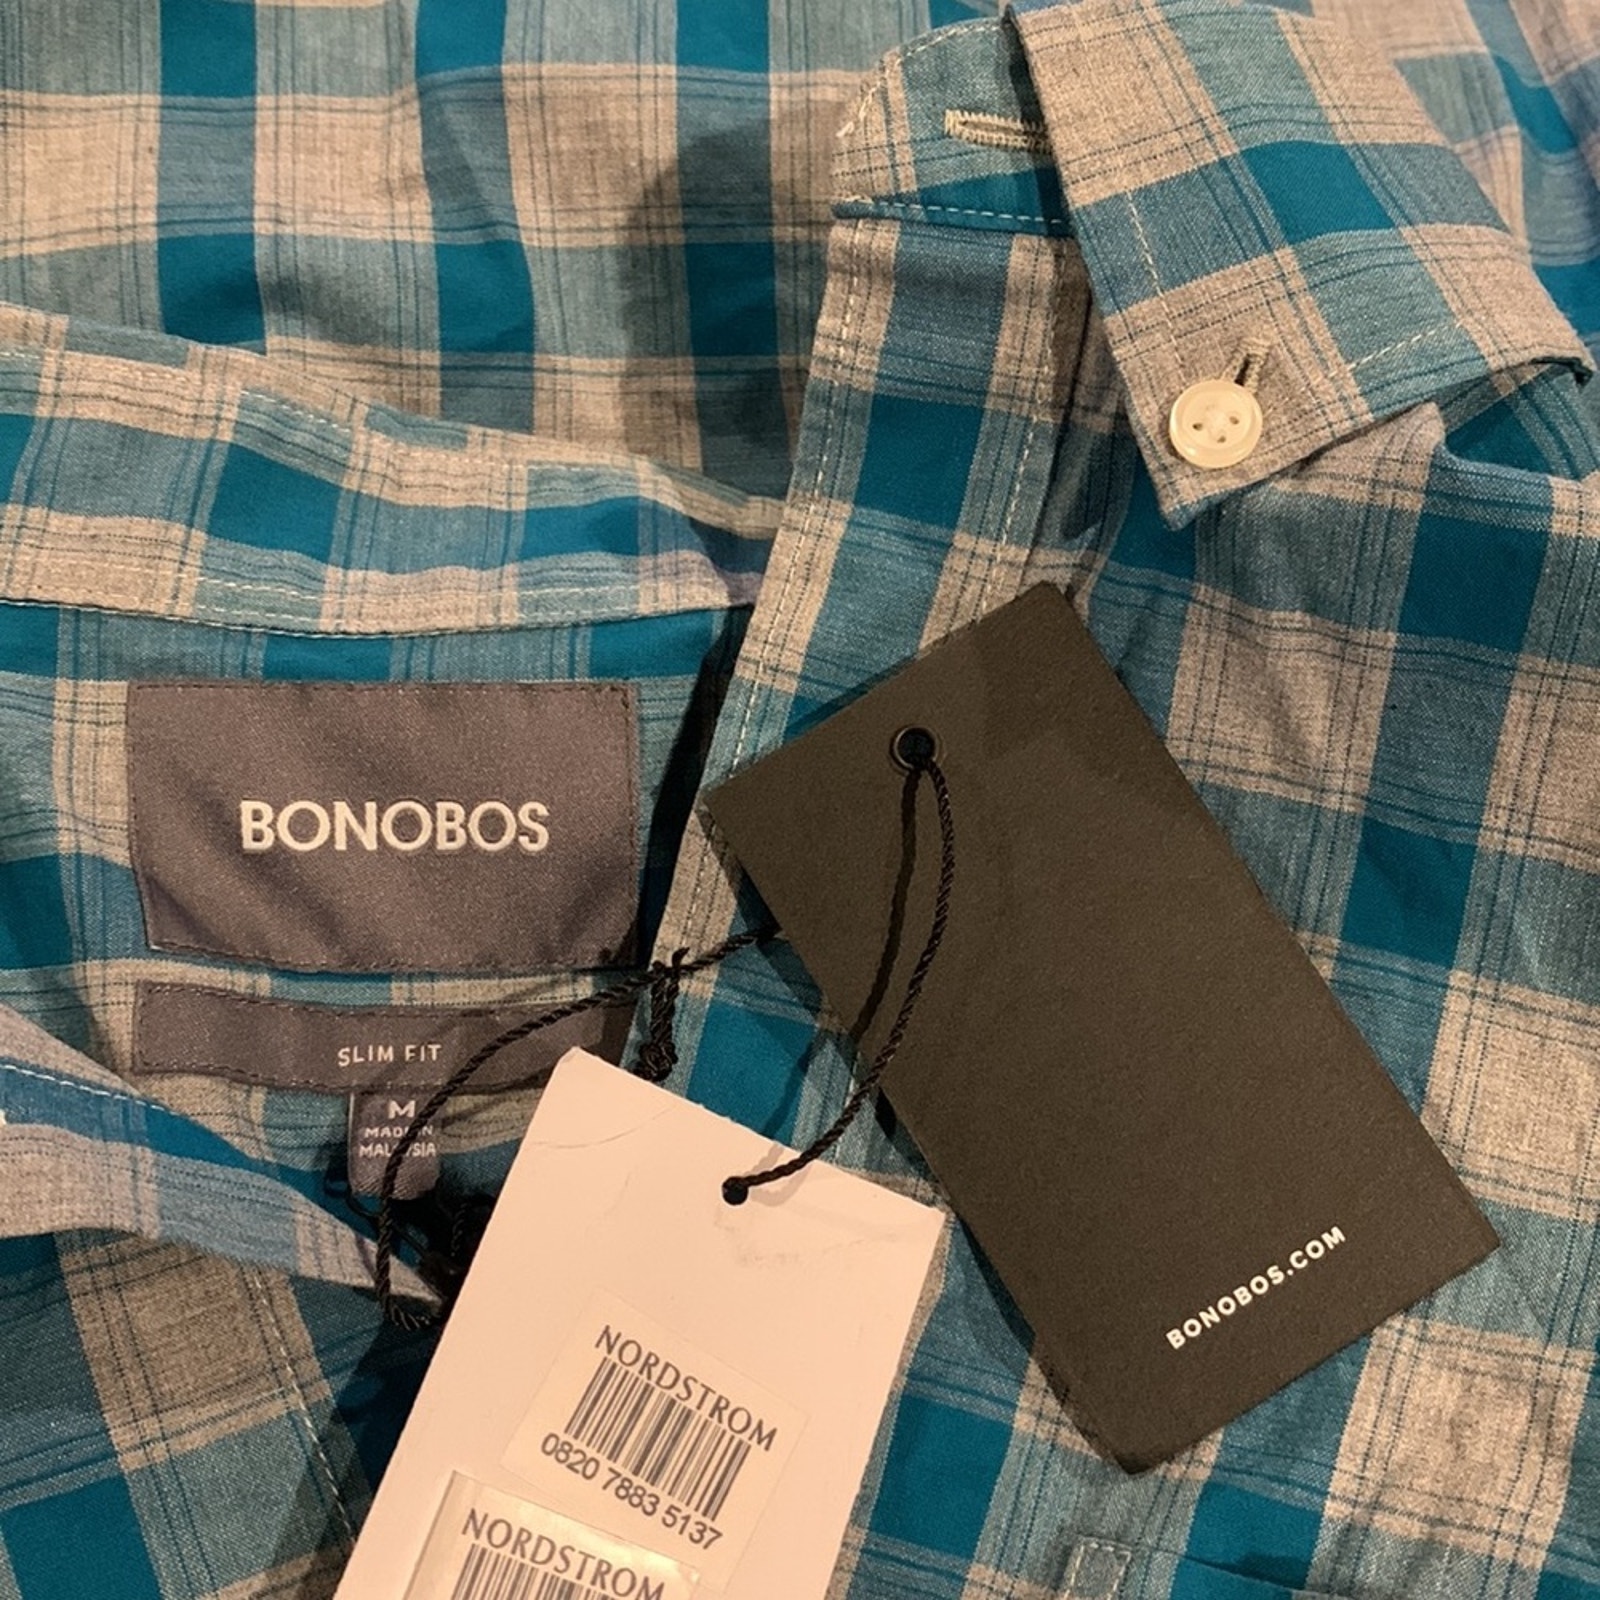 BONOBOS
SLIM FIT
M
MADE IN
MALAYSIA
BONOBOS.COM
NORDSTROM
0820 7883 5137
NORDSTROM